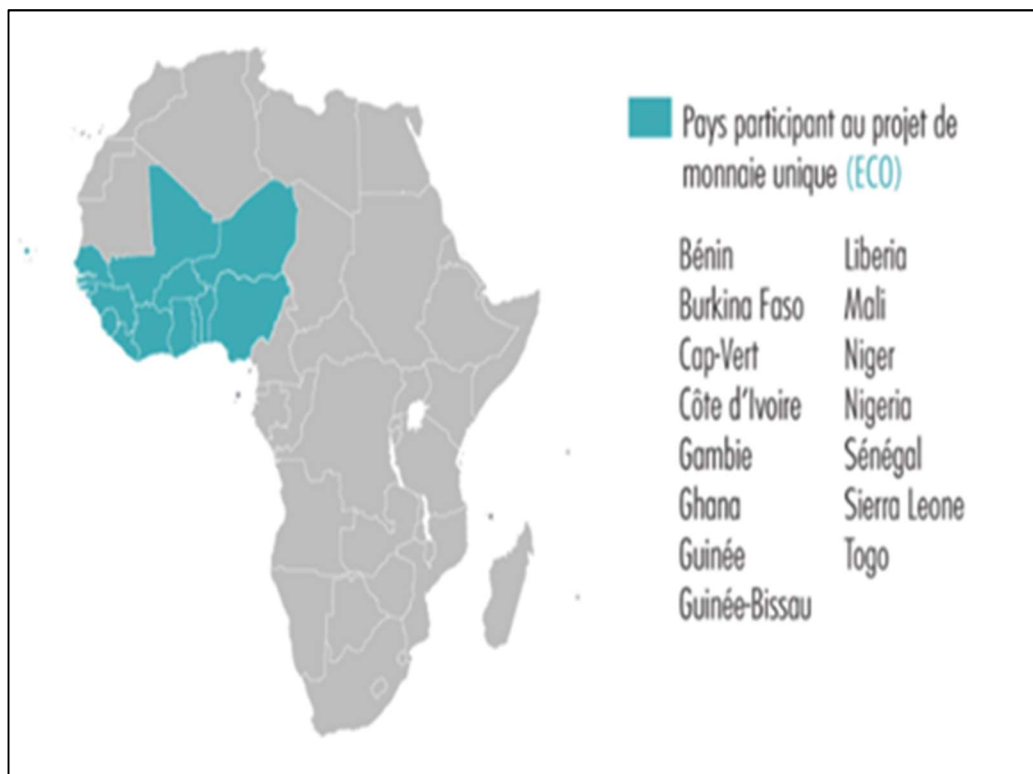 Pays participant au projet de
monnaie unique (ECO)
Bénin
Burkina Faso
Cap-Vert
Côte d'Ivoire
Gambie
Ghana
Guinée
Guinée-Bissau
Liberia
Mali
Niger
Nigeria
Sénégal
Sierra Leone
Togo